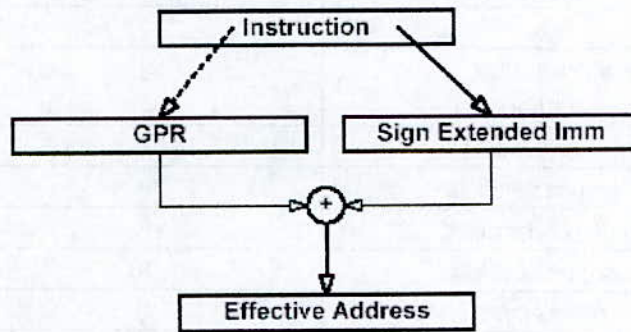 Instruction
GPR
Sign Extended Imm
+
Effective Address